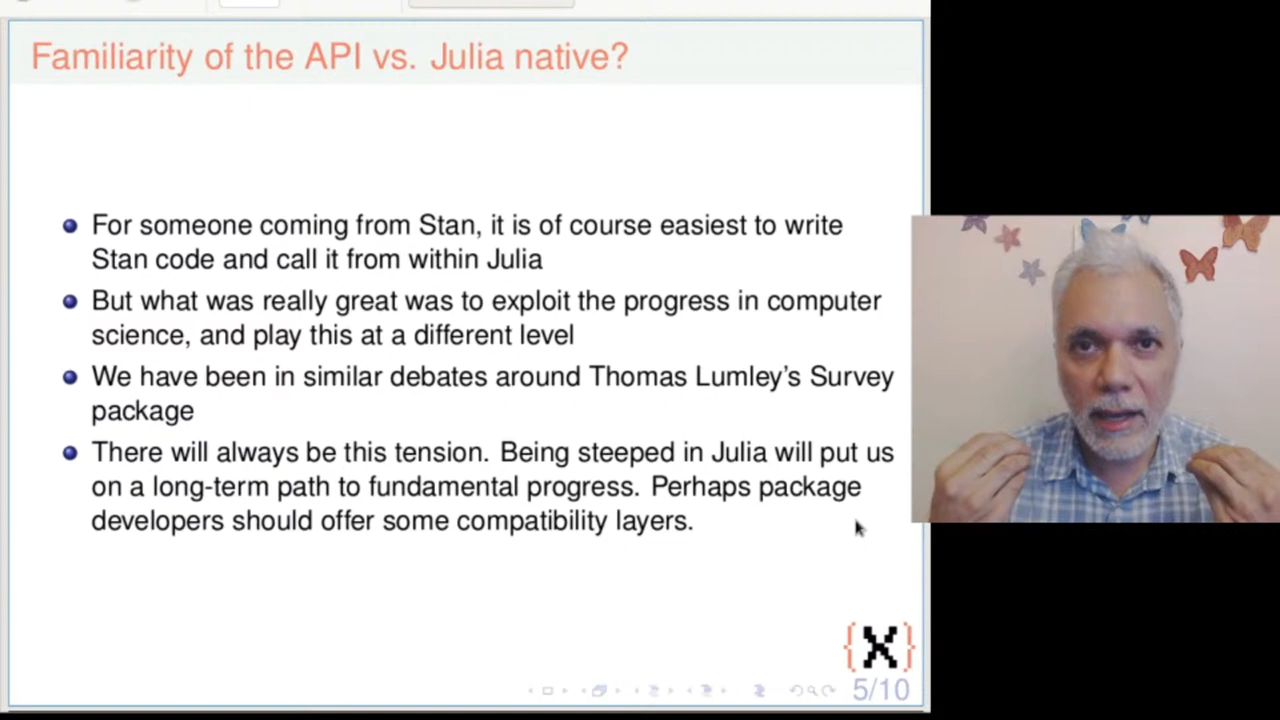 Familiarity of the API vs. Julia native?
For someone coming from Stan, it is of course easiest to write
Stan code and call it from within Julia
But what was really great was to exploit the progress in computer
science, and play this at a different level
We have been in similar debates around Thomas Lumley's Survey
package
There will always be this tension. Being steeped in Julia will put us
on a long-term path to fundamental progress. Perhaps package
developers should offer some compatibility layers.
{X}
5/10